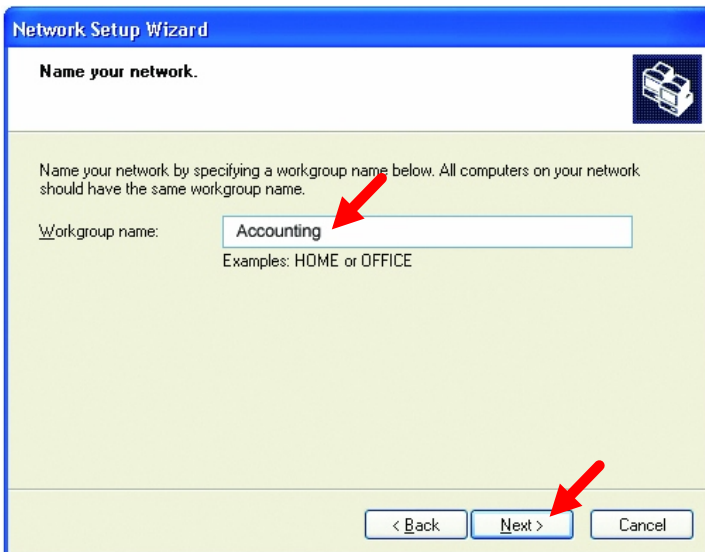 Network Setup Wizard
Name your network.
Name your network by specifying a workgroup name below. All computers on your network
should have the same workgroup name.
Workgroup name: Accounting
Examples: HOME or OFFICE
< Back Next > Cancel